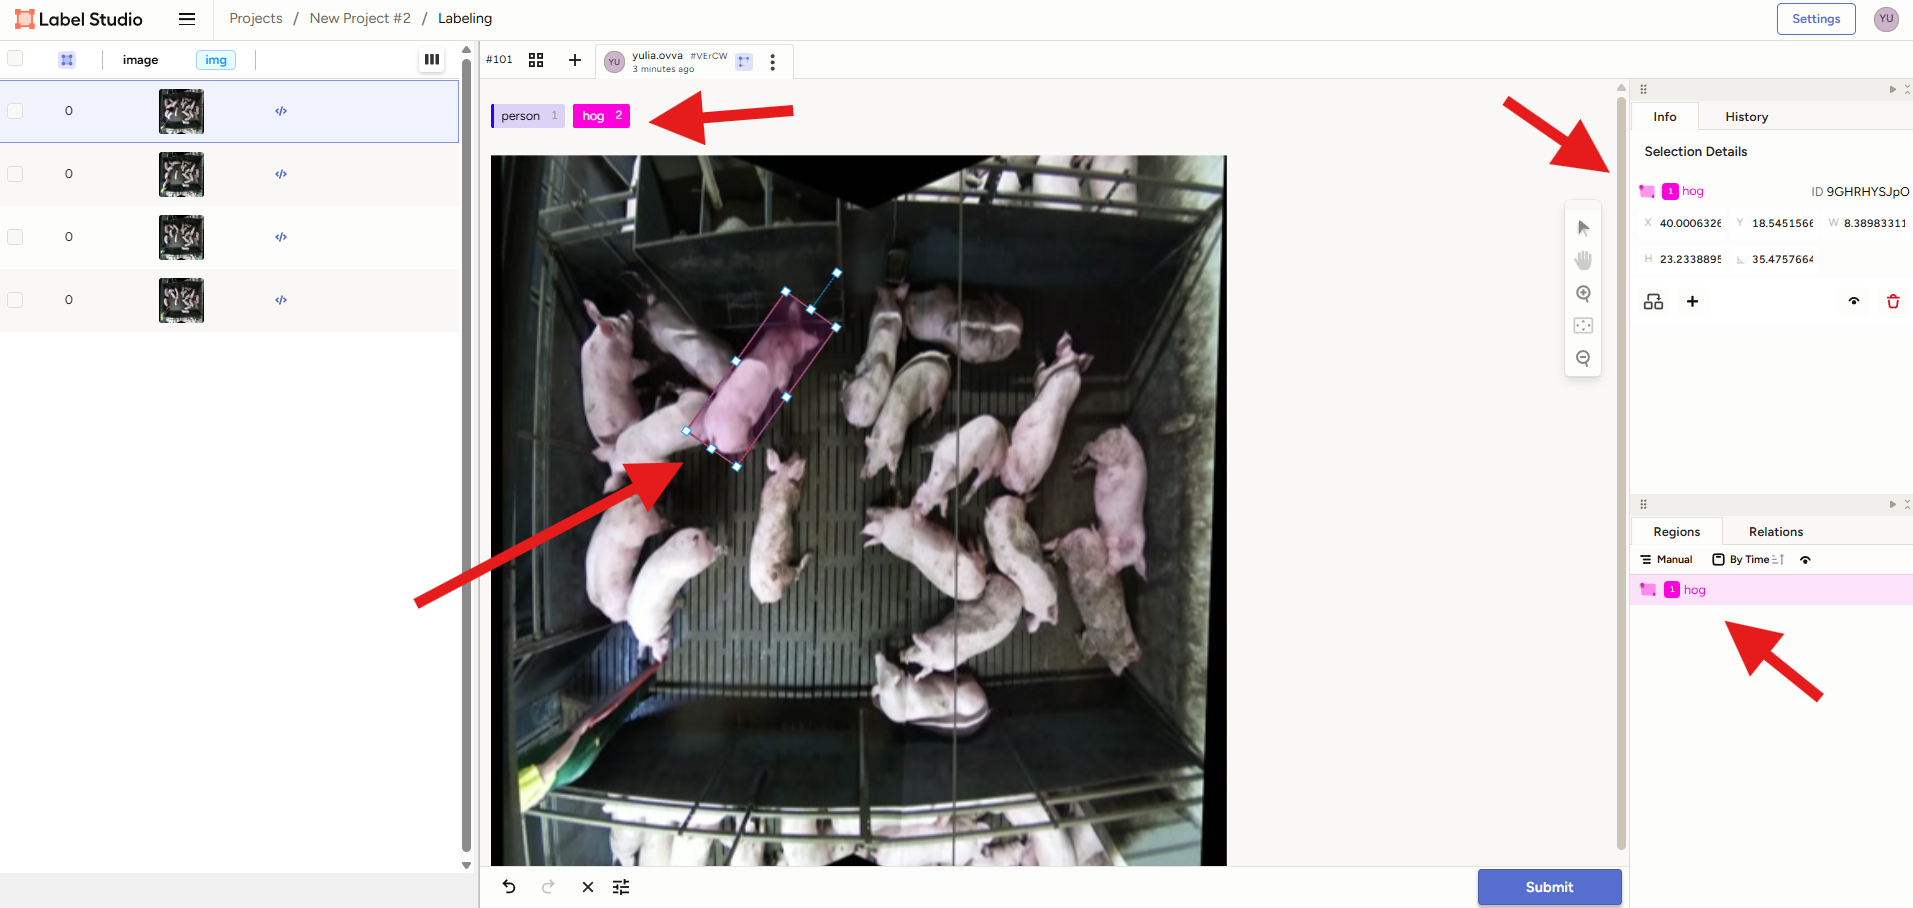 Label Studio
Projects / New Project #2 / Labeling
Settings
YU
image
img
#101
YU
yulia.ovva #VErCW
3 minutes ago
0
0
0
0
person 1
hog 2
Info
History
Selection Details
1 hog
ID 9GHRHYSJpO
X 40.0006326
Y 18.5451566
W 8.38983311
H 23.2338895
35.4757664
Regions
Relations
Manual
By Time
1 hog
Submit